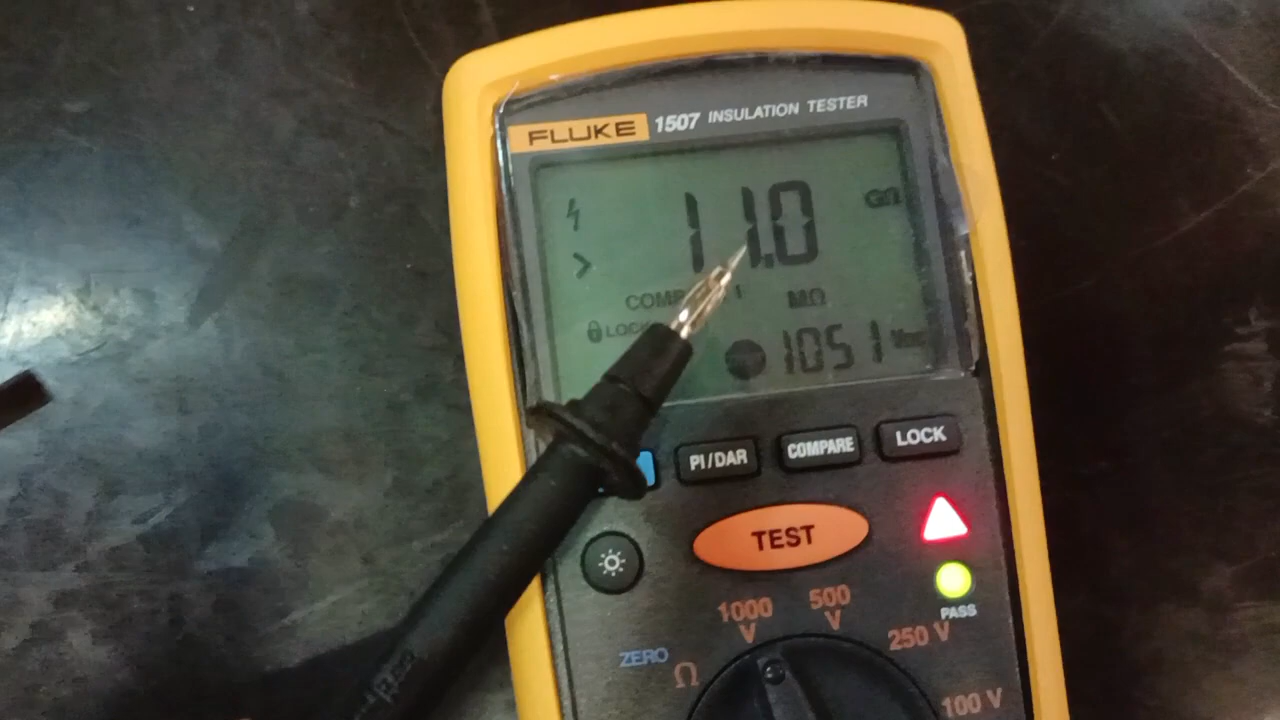 FLUKE 1507 INSULATION TESTER
> 11.0 GΩ
MΩ
LOCK
1051
PI/DAR COMPARE LOCK
TEST
PASS
1000 V
500 V
250 V
100 V
ZERO
Ω